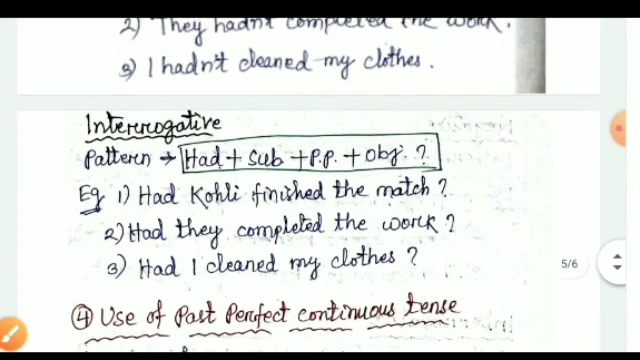 2) They hadn't completed the work.
3) I hadn't cleaned my clothes.
Interrogative
Pattern → Had + Sub + P.P. + Obj. ?
Eg 1) Had Kohli finished the match ?
2) Had they completed the work ?
3) Had I cleaned my clothes ?
5/6
④ Use of Past Perfect continuous tense